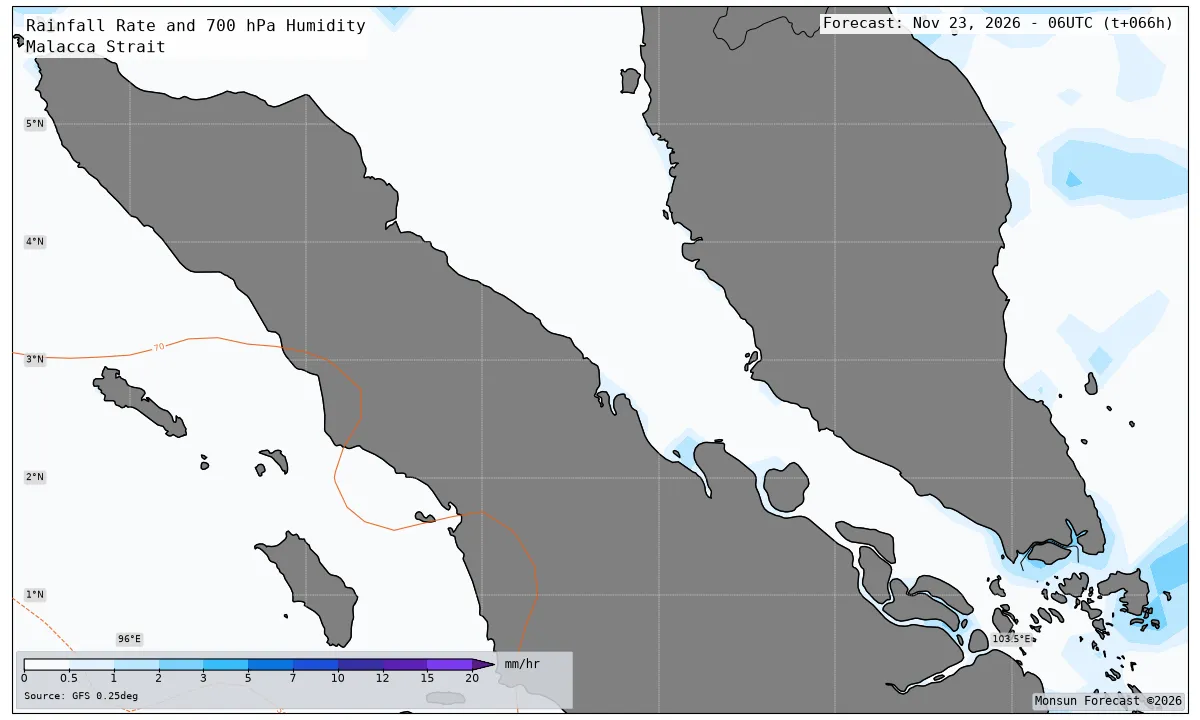 Rainfall Rate and 700 hPa Humidity
Malacca Strait
Forecast: Nov 23, 2026 - 06UTC (t+066h)
5°N
4°N
70
3°N
2°N
1°N
96°E
103.5°E
mm/hr
0 0.5 1 2 3 5 7 10 12 15 20
Source: GFS 0.25deg
Monsun Forecast ©2026